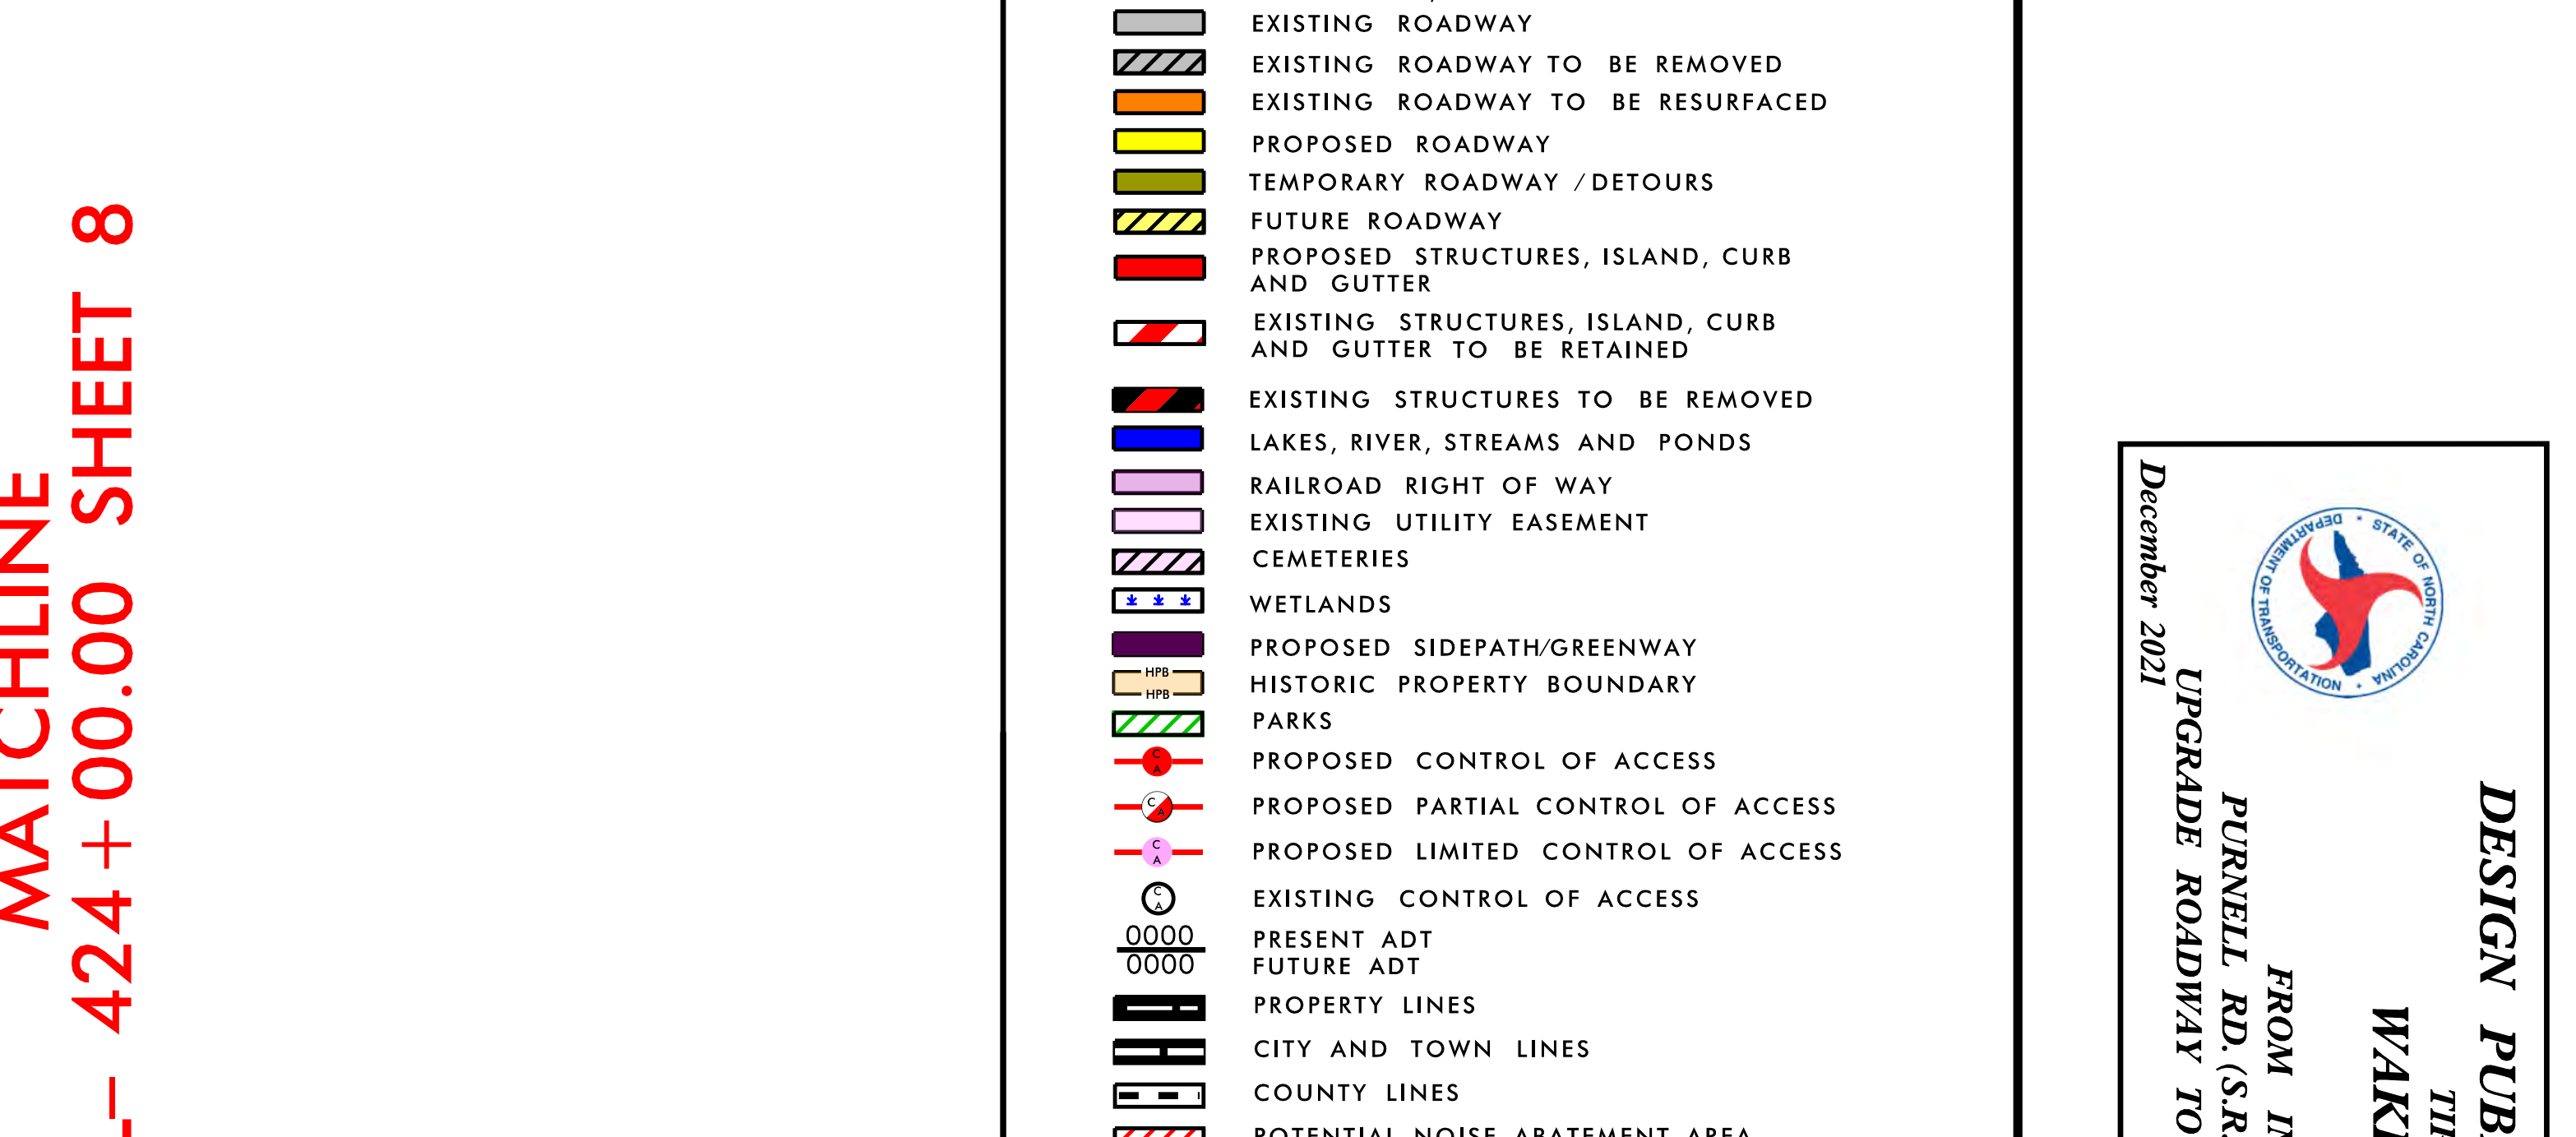 MATCHLINE
424+00.00 SHEET 8
EXISTING ROADWAY
EXISTING ROADWAY TO BE REMOVED
EXISTING ROADWAY TO BE RESURFACED
PROPOSED ROADWAY
TEMPORARY ROADWAY / DETOURS
FUTURE ROADWAY
PROPOSED STRUCTURES, ISLAND, CURB
AND GUTTER
EXISTING STRUCTURES, ISLAND, CURB
AND GUTTER TO BE RETAINED
EXISTING STRUCTURES TO BE REMOVED
LAKES, RIVER, STREAMS AND PONDS
RAILROAD RIGHT OF WAY
EXISTING UTILITY EASEMENT
CEMETERIES
WETLANDS
PROPOSED SIDEPATH/GREENWAY
HPB
HPB
HISTORIC PROPERTY BOUNDARY
PARKS
C
A
PROPOSED CONTROL OF ACCESS
C
A
PROPOSED PARTIAL CONTROL OF ACCESS
C
A
PROPOSED LIMITED CONTROL OF ACCESS
C
A
EXISTING CONTROL OF ACCESS
0000
0000
PRESENT ADT
FUTURE ADT
PROPERTY LINES
CITY AND TOWN LINES
COUNTY LINES
POTENTIAL NOISE ABATEMENT AREA
STATE OF NORTH CAROLINA
DEPARTMENT OF TRANSPORTATION
DESIGN PUB
WAK
FROM
PURNELL RD. (S.R.
UPGRADE ROADWAY TO
December 2021